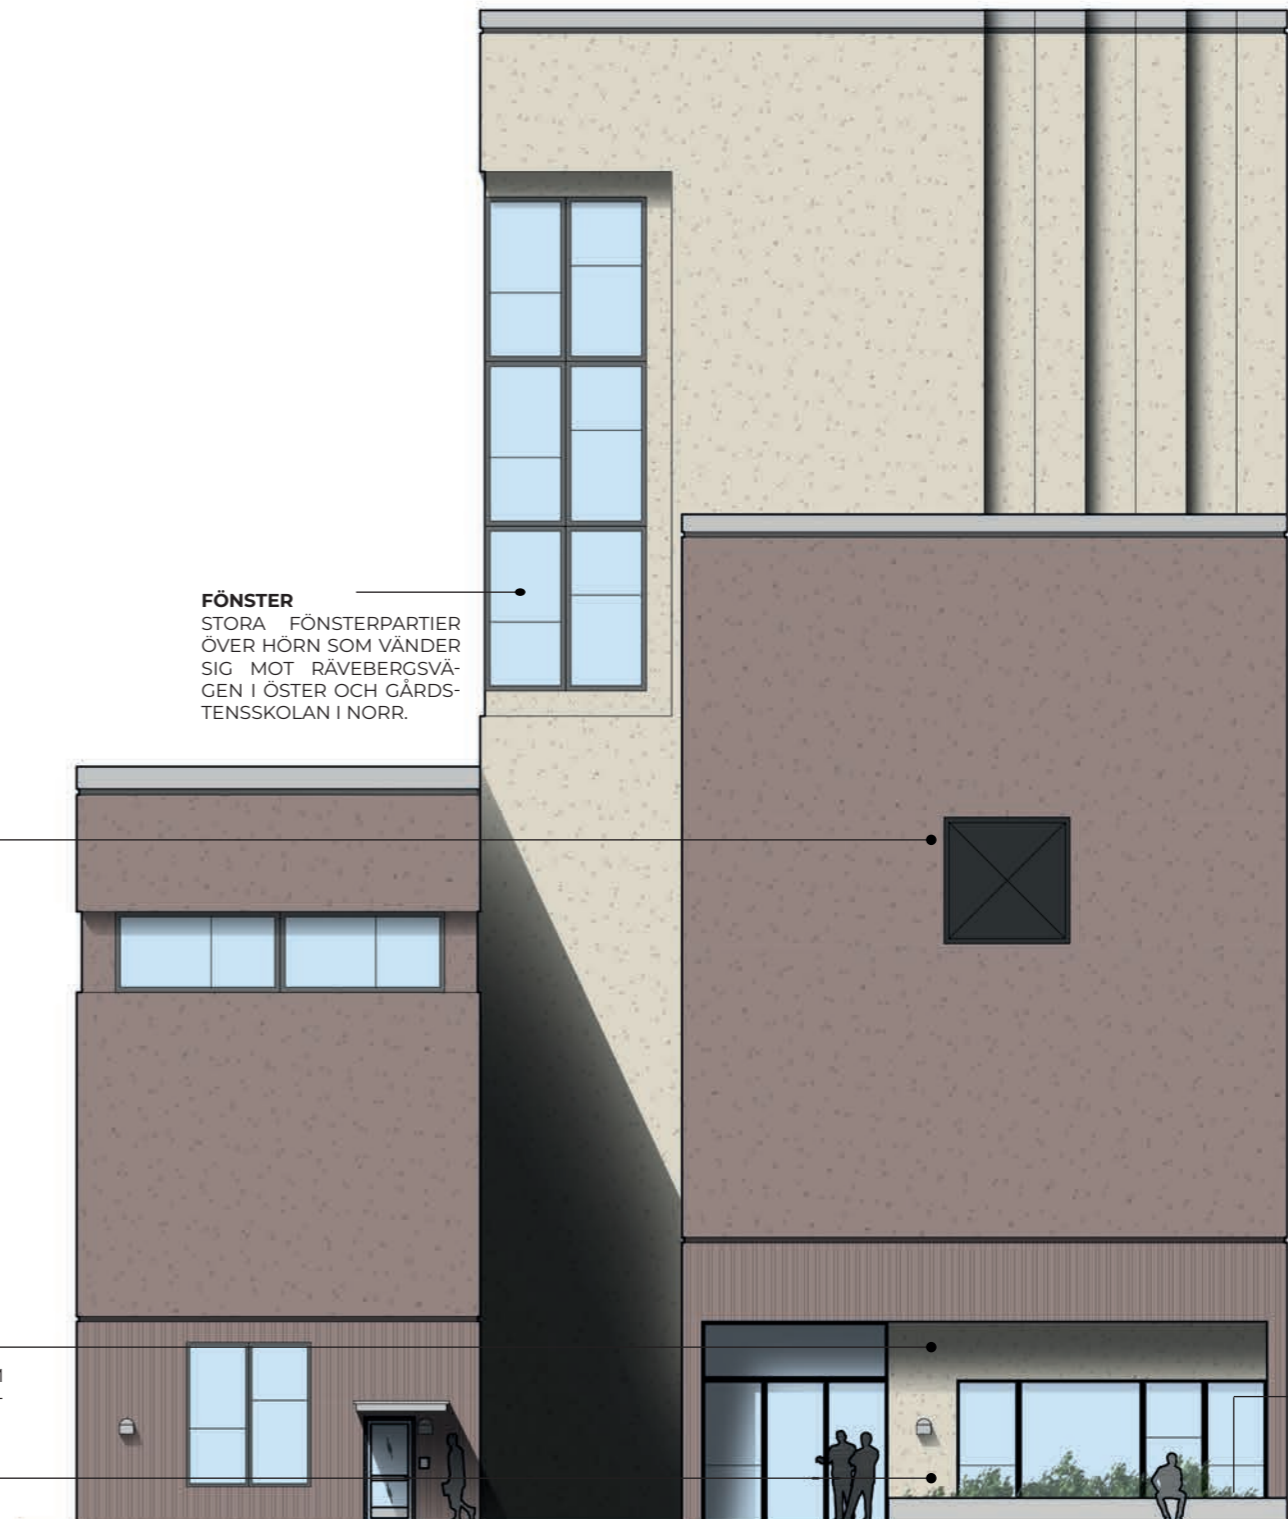 FÖNSTER
STORA FÖNSTERPARTIER
ÖVER HÖRN SOM VÄNDER
SIG MOT RÄVEBERGSVÄ-
GEN I ÖSTER OCH GÅRDS-
TENSSKOLAN I NORR.